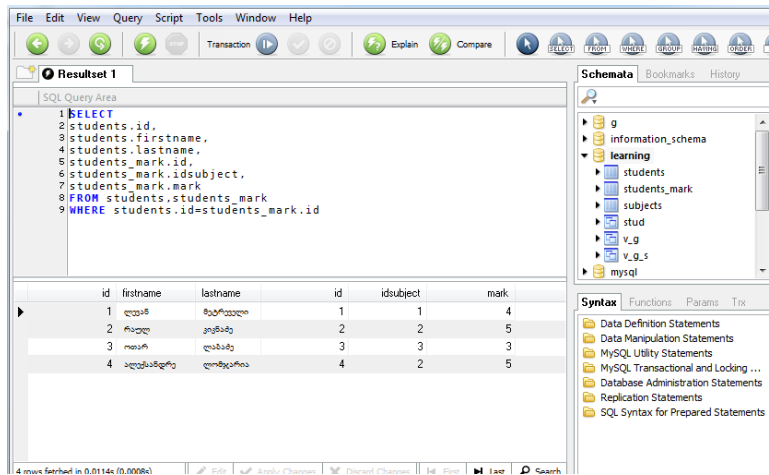 File Edit View Query Script Tools Window Help
STOP Transaction Explain Compare SELECT FROM WHERE GROUP HAVING ORDER
Resultset 1
SQL Query Area
1 SELECT
2 students.id,
3 students.firstname,
4 students.lastname,
5 students_mark.id,
6 students_mark.idsubject,
7 students_mark.mark
8 FROM students,students_mark
9 WHERE students.id=students_mark.id
id firstname lastname id idsubject mark
1 ლევან მეტრეველი 1 1 4
2 რაულ კიკნაძე 2 2 5
3 ოთარ ლაბაძე 3 3 3
4 ალექსანდრე ლომჯარია 4 2 5
4 rows fetched in 0.0114s (0.0008s) Edit Apply Changes Discard Changes First Last Search
Schemata Bookmarks History
g
information_schema
learning
students
students_mark
subjects
stud
v_g
v_g_s
mysql
Syntax Functions Params Trx
Data Definition Statements
Data Manipulation Statements
MySQL Utility Statements
MySQL Transactional and Locking ...
Database Administration Statements
Replication Statements
SQL Syntax for Prepared Statements